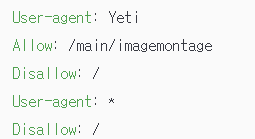 User-agent: Yeti
Allow: /main/imagemontage
Disallow: /
User-agent: *
Disallow: /